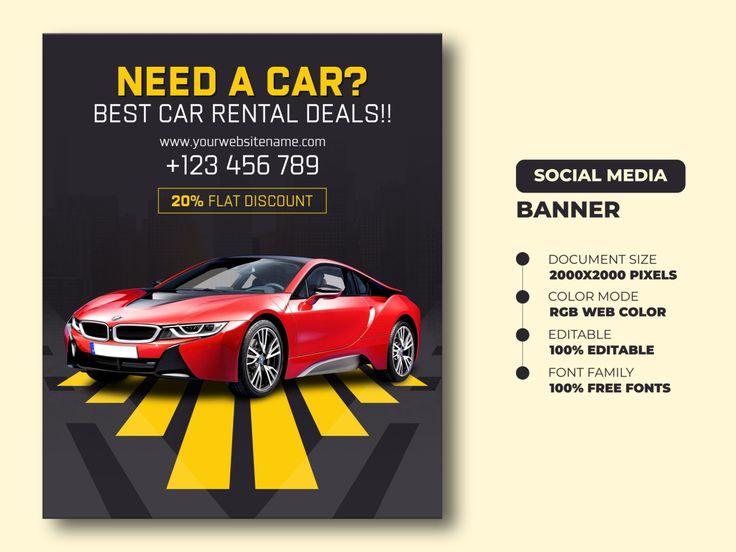 NEED A CAR?
BEST CAR RENTAL DEALS!!
www.yourwebsitename.com
+123 456 789
20% FLAT DISCOUNT
SOCIAL MEDIA
BANNER
DOCUMENT SIZE
2000X2000 PIXELS
COLOR MODE
RGB WEB COLOR
EDITABLE
100% EDITABLE
FONT FAMILY
100% FREE FONTS